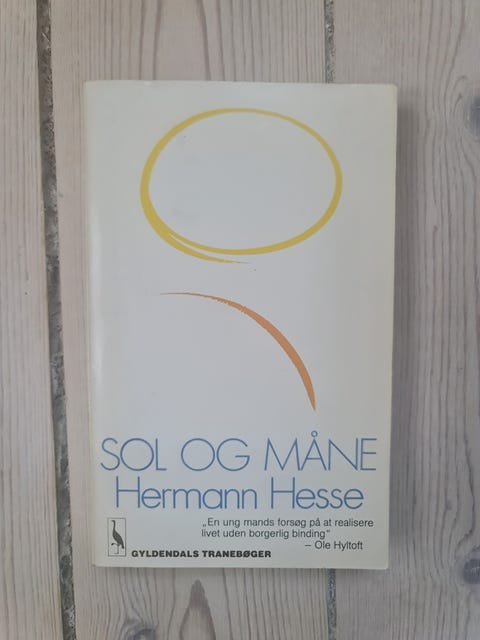 SOL OG MÅNE
Hermann Hesse
„En ung mands forsøg på at realisere
livet uden borgerlig binding"
– Ole Hyltoft
GYLDENDALS TRANEBØGER